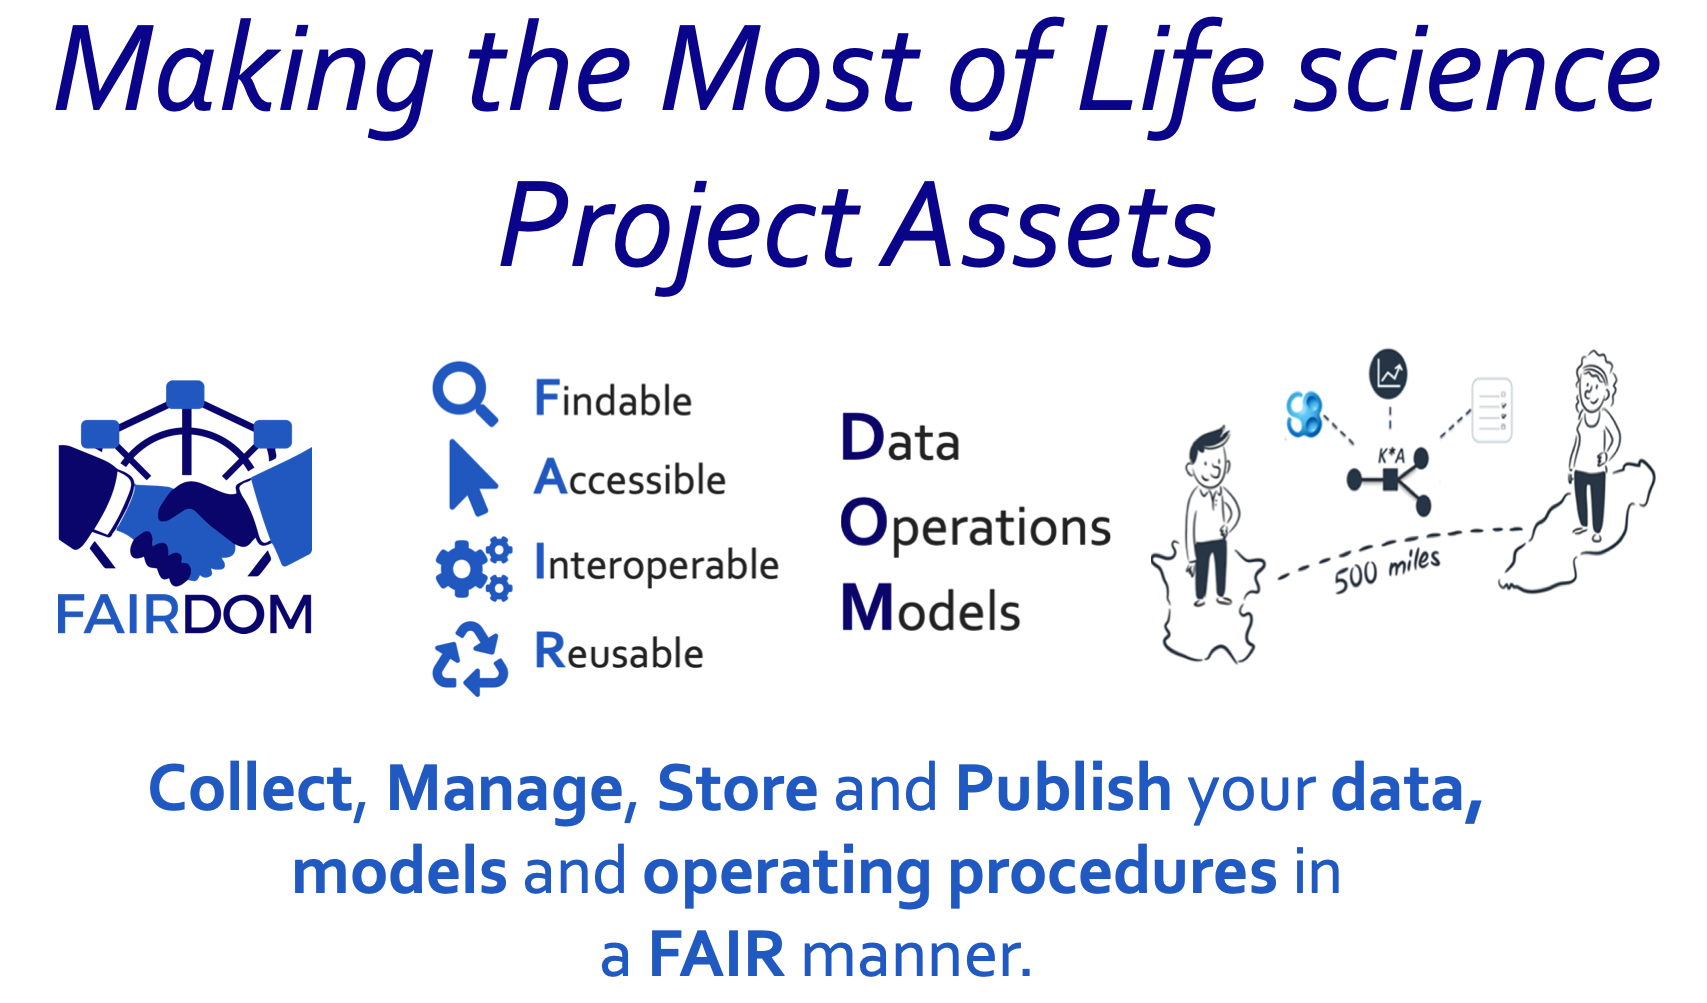 Making the Most of Life science
Project Assets
FAIRDOM
Findable
Accessible
Interoperable
Reusable
Data
Operations
Models
K*A
500 miles
Collect, Manage, Store and Publish your data,
models and operating procedures in
a FAIR manner.